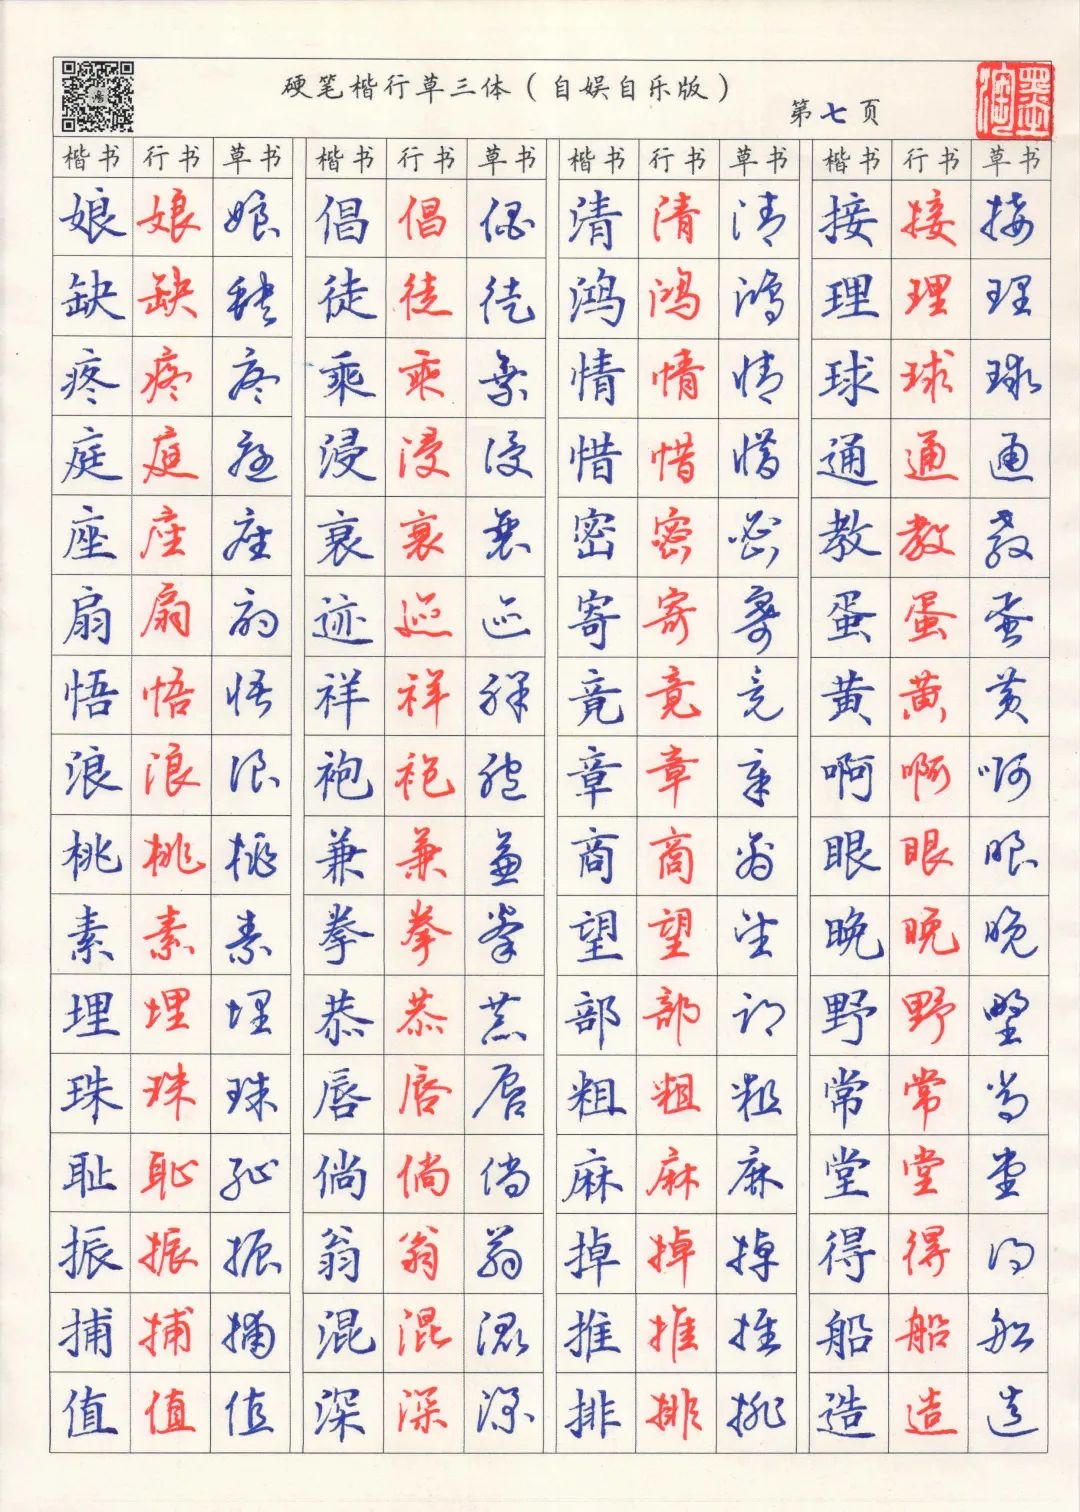 硬笔楷行草三体（自娱自乐版）
第七页
楷书 行书 草书 楷书 行书 草书 楷书 行书 草书 楷书 行书 草书
娘 娘 娘 倡 倡 倡 清 清 清 接 接 接
缺 缺 缺 徒 徒 徒 鸿 鸿 鸿 理 理 理
疼 疼 疼 乘 乘 乘 情 情 情 球 球 球
庭 庭 庭 浸 浸 浸 惜 惜 惜 通 通 通
座 座 座 衰 衰 衰 密 密 密 教 教 教
扇 扇 扇 迹 迹 迹 寄 寄 寄 蛋 蛋 蛋
悟 悟 悟 祥 祥 祥 竟 竟 竟 黄 黄 黄
浪 浪 浪 袍 袍 袍 章 章 章 啊 啊 啊
桃 桃 桃 兼 兼 兼 商 商 商 眼 眼 眼
素 素 素 拳 拳 拳 望 望 望 晚 晚 晚
埋 埋 埋 恭 恭 恭 部 部 部 野 野 野
珠 珠 珠 唇 唇 唇 粗 粗 粗 常 常 常
耻 耻 耻 倘 倘 倘 麻 麻 麻 堂 堂 堂
振 振 振 翁 翁 翁 掉 掉 掉 得 得 得
捕 捕 捕 混 混 混 推 推 推 船 船 船
值 值 值 深 深 深 排 排 排 造 造 造